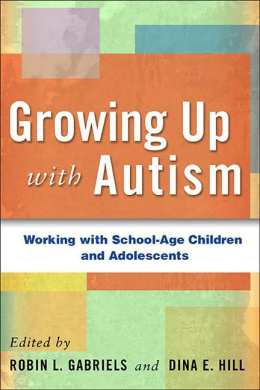 Growing Up
with Autism
Working with School-Age Children
and Adolescents
Edited by
ROBIN L. GABRIELS and DINA E. HILL